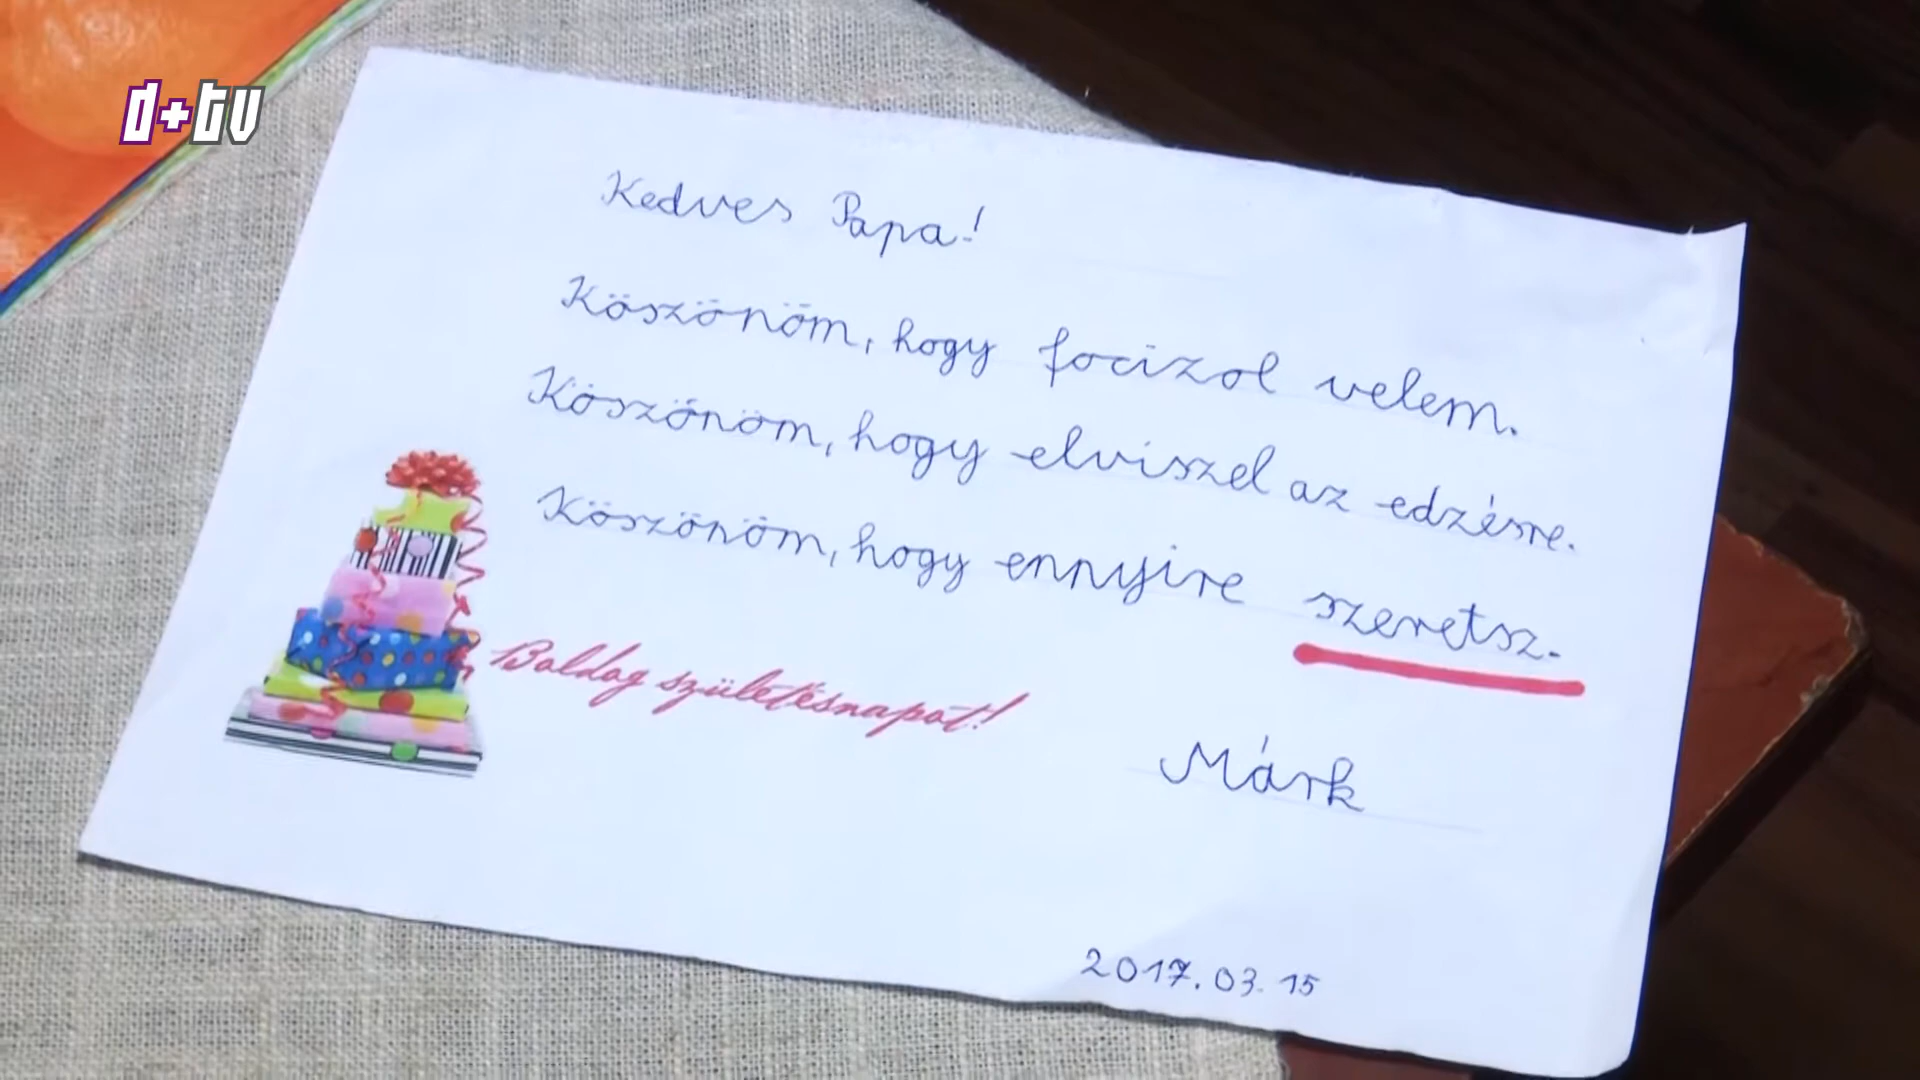 d+tv
Kedves Papa!
Köszönöm, hogy focizol velem.
Köszönöm, hogy elviszel az edzésre.
Köszönöm, hogy ennyire szeretsz.
Boldog születésnapot!
Márk
2017.03.15